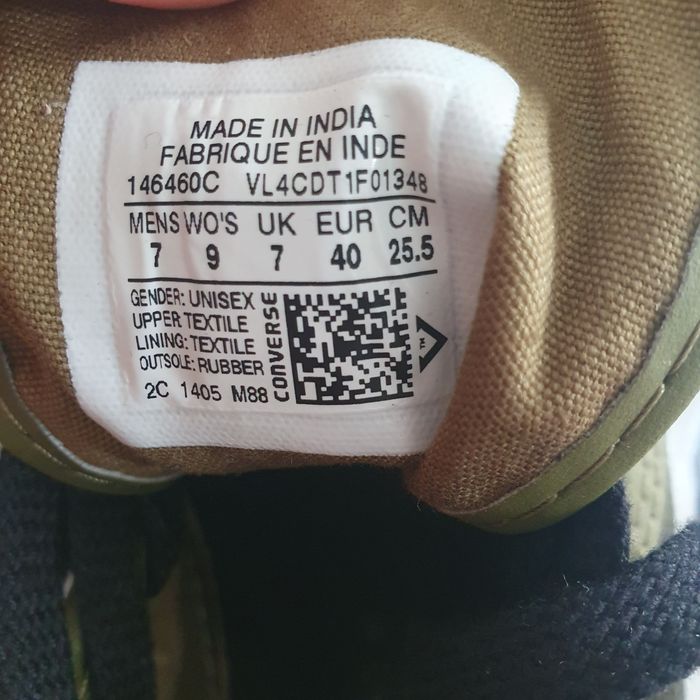 MADE IN INDIA
FABRIQUE EN INDE
146460C VL4CDT1F01348
MENS WO'S UK EUR CM
7 9 7 40 25.5
GENDER: UNISEX
UPPER TEXTILE
LINING: TEXTILE
OUTSOLE: RUBBER
2C 1405 M88
CONVERSE
TM